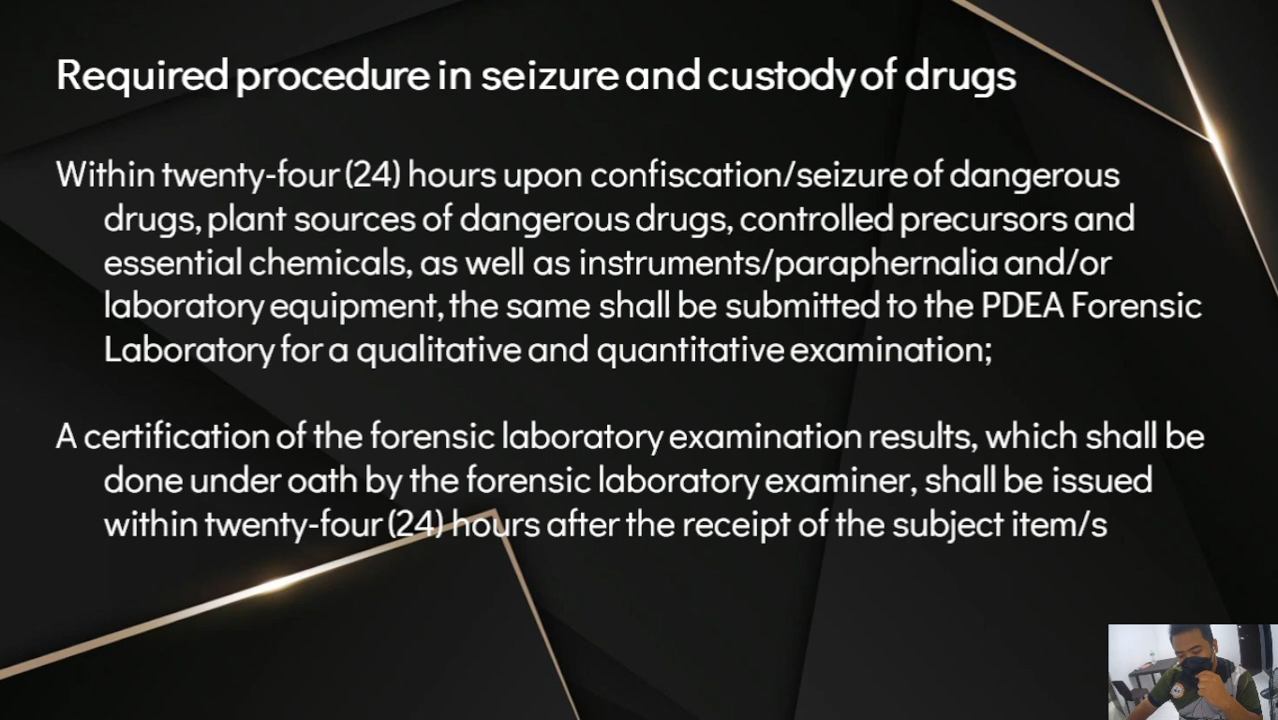 Required procedure in seizure and custody of drugs
Within twenty-four (24) hours upon confiscation/seizure of dangerous
drugs, plant sources of dangerous drugs, controlled precursors and
essential chemicals, as well as instruments/paraphernalia and/or
laboratory equipment, the same shall be submitted to the PDEA Forensic
Laboratory for a qualitative and quantitative examination;
A certification of the forensic laboratory examination results, which shall be
done under oath by the forensic laboratory examiner, shall be issued
within twenty-four (24) hours after the receipt of the subject item/s